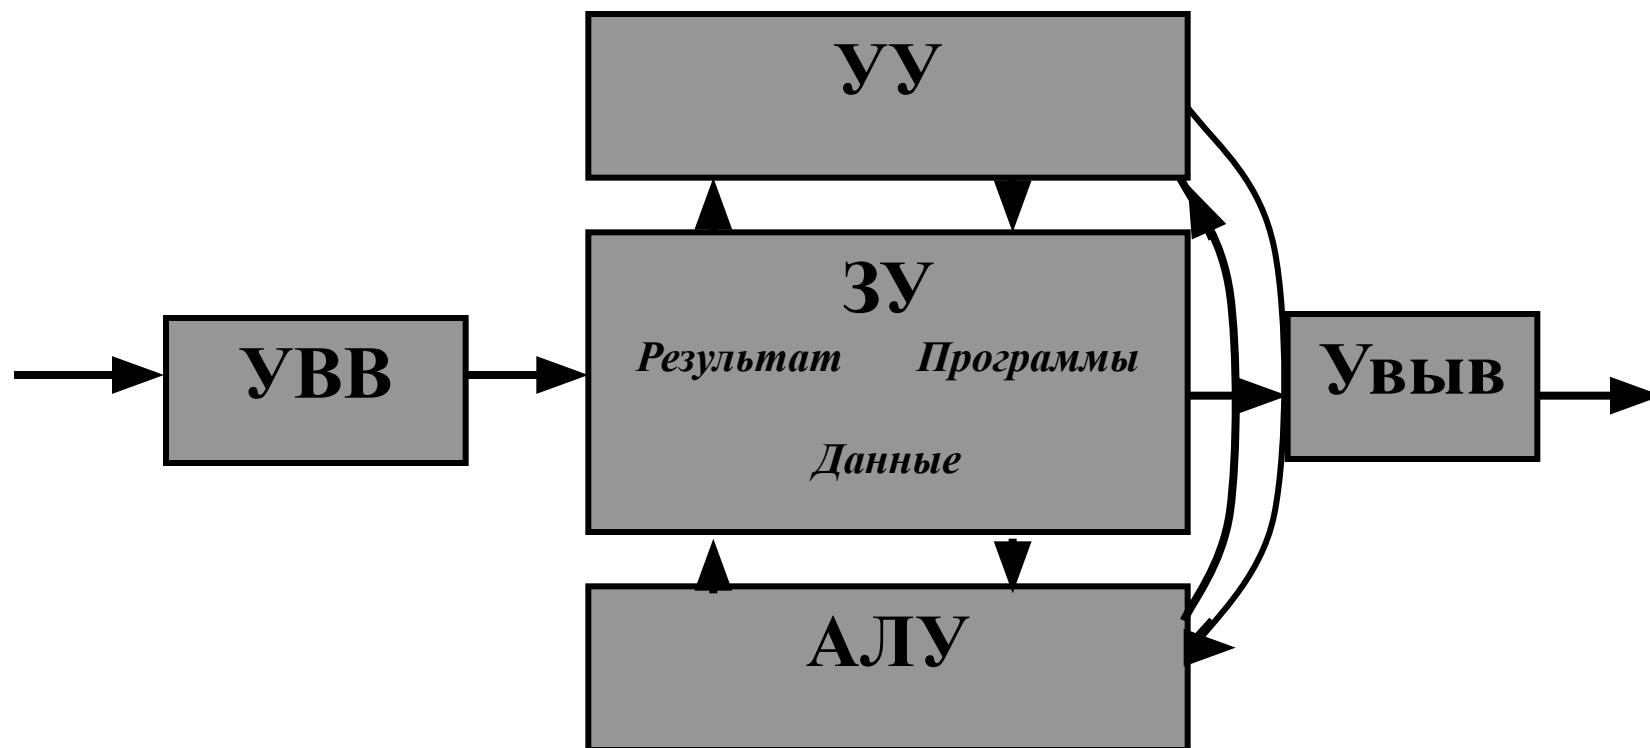 УУ
ЗУ
Результат Программы
Данные
УВВ
Увыв
АЛУ